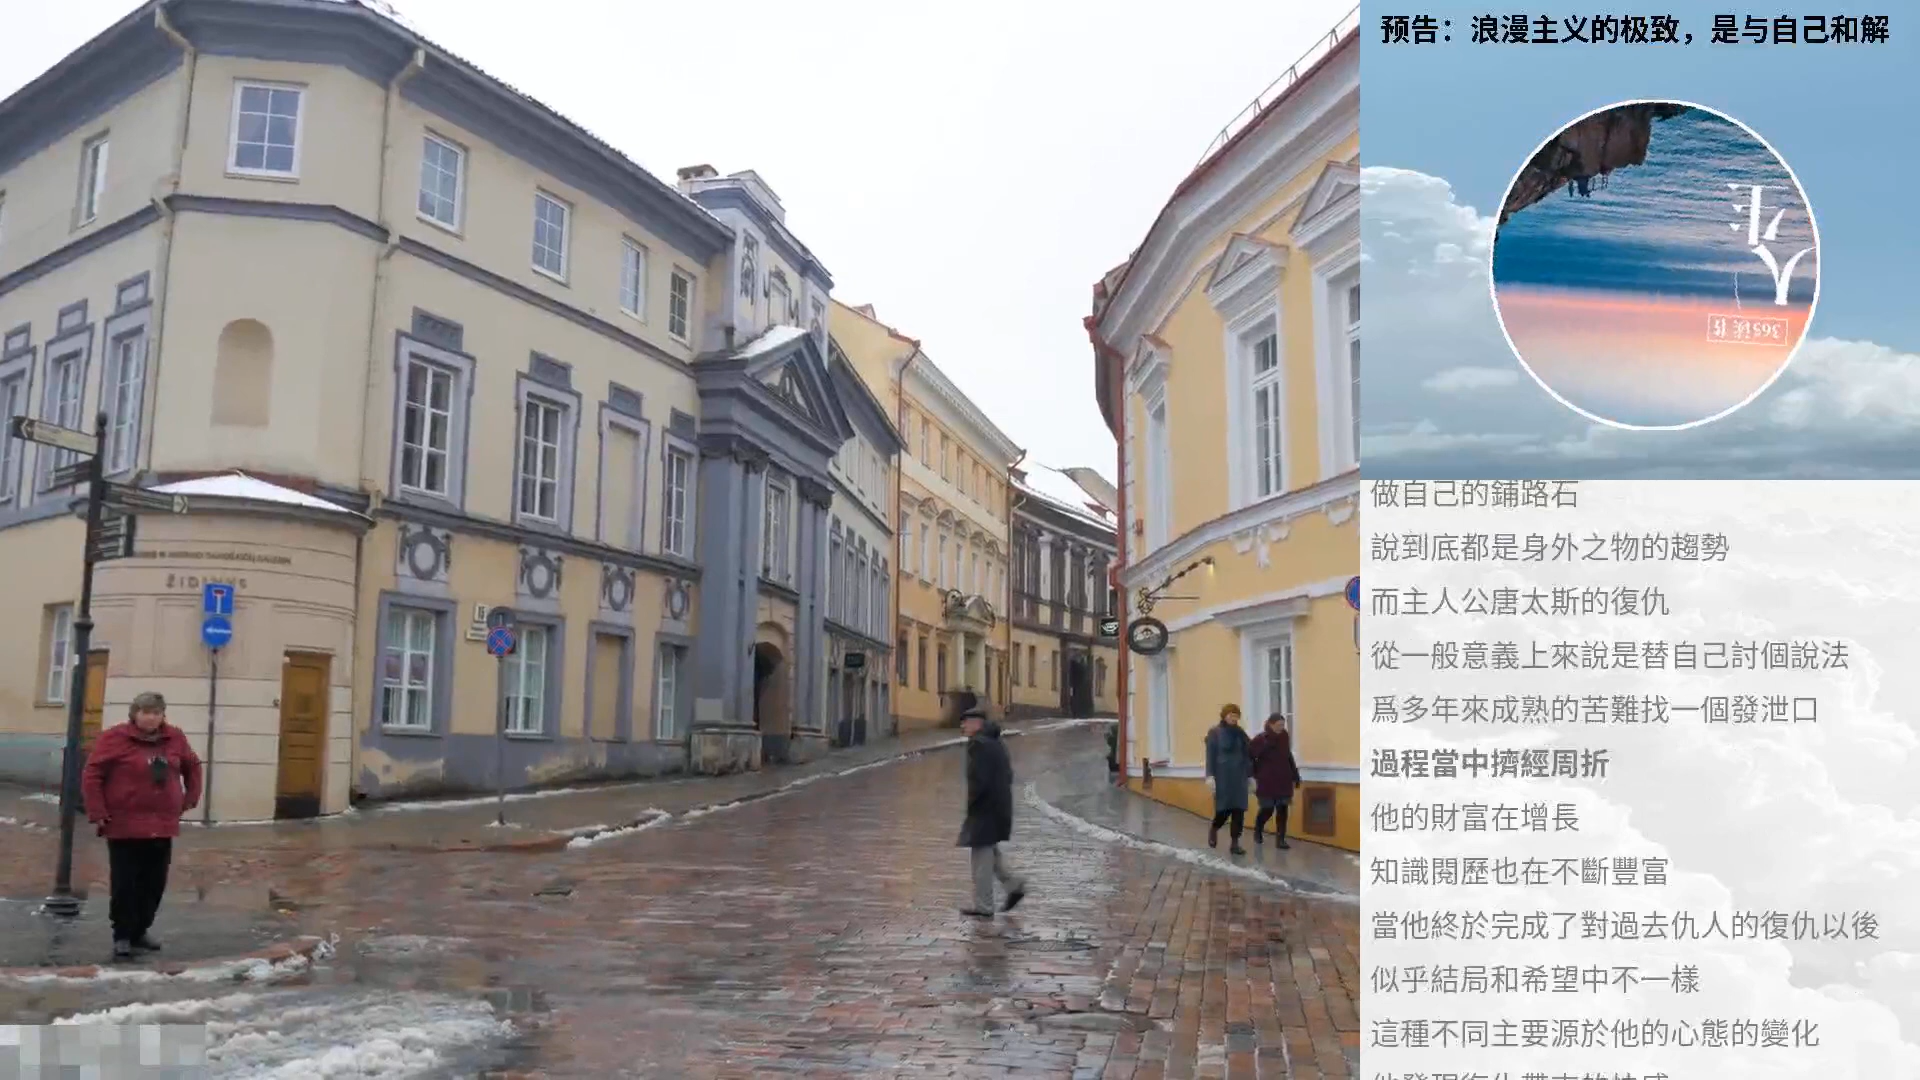 预告：浪漫主义的极致，是与自己和解
365读书
做自己的鋪路石
說到底都是身外之物的趨勢
而主人公唐太斯的復仇
從一般意義上來說是替自己討個說法
爲多年來成熟的苦難找一個發泄口
過程當中擠經周折
他的財富在增長
知識閱歷也在不斷豐富
當他終於完成了對過去仇人的復仇以後
似乎結局和希望中不一樣
這種不同主要源於他的心態的變化
ŽIDINYS